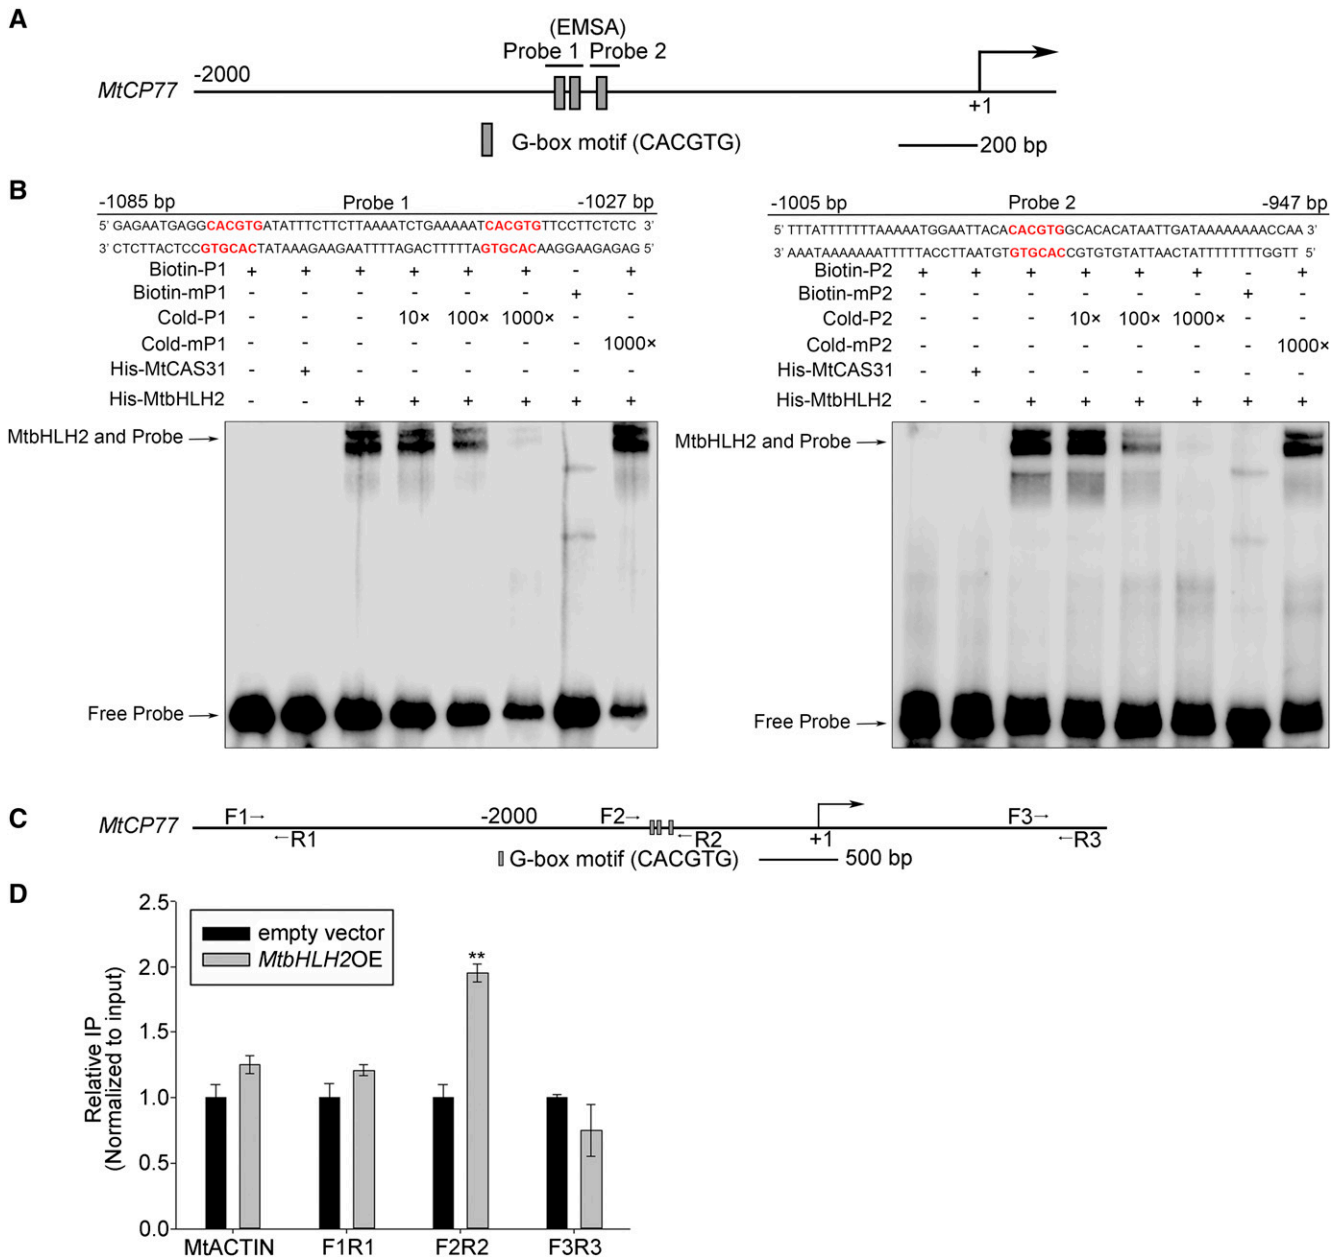 A
(EMSA)
Probe 1 Probe 2
-2000
MtCP77
+1
G-box motif (CACGTG)
200 bp
B
-1085 bp Probe 1 -1027 bp
5' GAGAATGAGGCACGTGATATTTCTTCTTAAAATCTGAAAAATCACGTGTTCCTTCTCTC 3'
3' CTCTTACTCCGTGCACTATAAAGAAGAATTTTAGACTTTTTAGTGCACAAGGAAGAGAG 5'
Biotin-P1 + + + + + + - +
Biotin-mP1 - - - - - - + -
Cold-P1 - - - 10× 100× 1000× - -
Cold-mP1 - - - - - - - 1000×
His-MtCAS31 - + - - - - - -
His-MtbHLH2 - - + + + + + +
MtbHLH2 and Probe
Free Probe
-1005 bp Probe 2 -947 bp
5' TTTATTTTTTTAAAAATGGAATTACACACGTGGCACACATAATTGATAAAAAAAACCAA 3'
3' AAATAAAAAAATTTTTACCTTAATGTGTGCACCGTGTGTATTAACTATTTTTTTTGGTT 5'
Biotin-P2 + + + + + + - +
Biotin-mP2 - - - - - - + -
Cold-P2 - - - 10× 100× 1000× - -
Cold-mP2 - - - - - - - 1000×
His-MtCAS31 - + - - - - - -
His-MtbHLH2 - - + + + + + +
MtbHLH2 and Probe
Free Probe
C
MtCP77
F1→ -2000 F2→ F3→
←R1 ←R2 +1 ←R3
G-box motif (CACGTG)
500 bp
D
Relative IP
(Normalized to input)
2.5
2.0
1.5
1.0
0.5
0.0
empty vector
MtbHLH2OE
**
MtACTIN F1R1 F2R2 F3R3